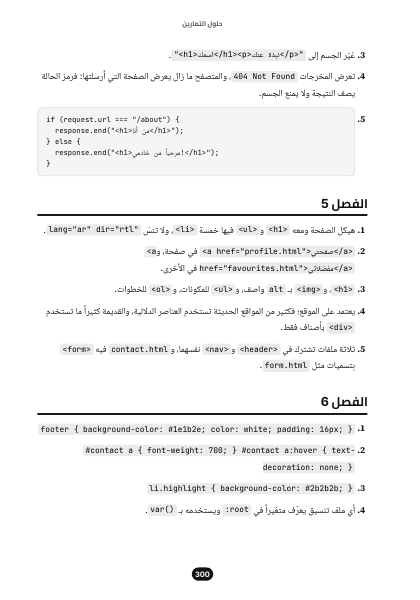 حلول التمارين
3. غيّر الجسم إلى "<h1>اسمك</h1><p>نبذة عنك</p>".
4. تعرض المخرجات 404 Not Found، والمتصفح ما زال يعرض الصفحة التي أرسلتها: فرمز الحالة
يصف النتيجة ولا يمنع الجسم.
5.
if (request.url === "/about") {
response.end("<h1>من أنا</h1>");
} else {
response.end("<h1>مرحباً من خادمي!</h1>");
}
الفصل 5
1. هيكل الصفحة ومعه <h1> و<ul> فيها خمسة <li>، ولا تنسَ lang="ar" dir="rtl".
2. <a href="profile.html">صفحتي</a> في صفحة، و<a
href="favourites.html">مفضلاتي</a> في الأخرى.
3. <h1>، و<img> بـ alt واصف، و<ul> للمكونات، و<ol> للخطوات.
4. يعتمد على الموقع؛ فكثير من المواقع الحديثة تستخدم العناصر الدلالية، والقديمة كثيراً ما تستخدم
<div> بأصناف فقط.
5. ثلاثة ملفات تشترك في <header> و<nav> نفسهما، وcontact.html فيه <form>
بتسميات مثل form.html.
الفصل 6
1. footer { background-color: #1e1b2e; color: white; padding: 16px; }
2. #contact a { font-weight: 700; } #contact a:hover { text-
decoration: none; }
3. li.highlight { background-color: #2b2b2b; }
4. أي ملف تنسيق يعرّف متغيراً في :root ويستخدمه بـ var().
300